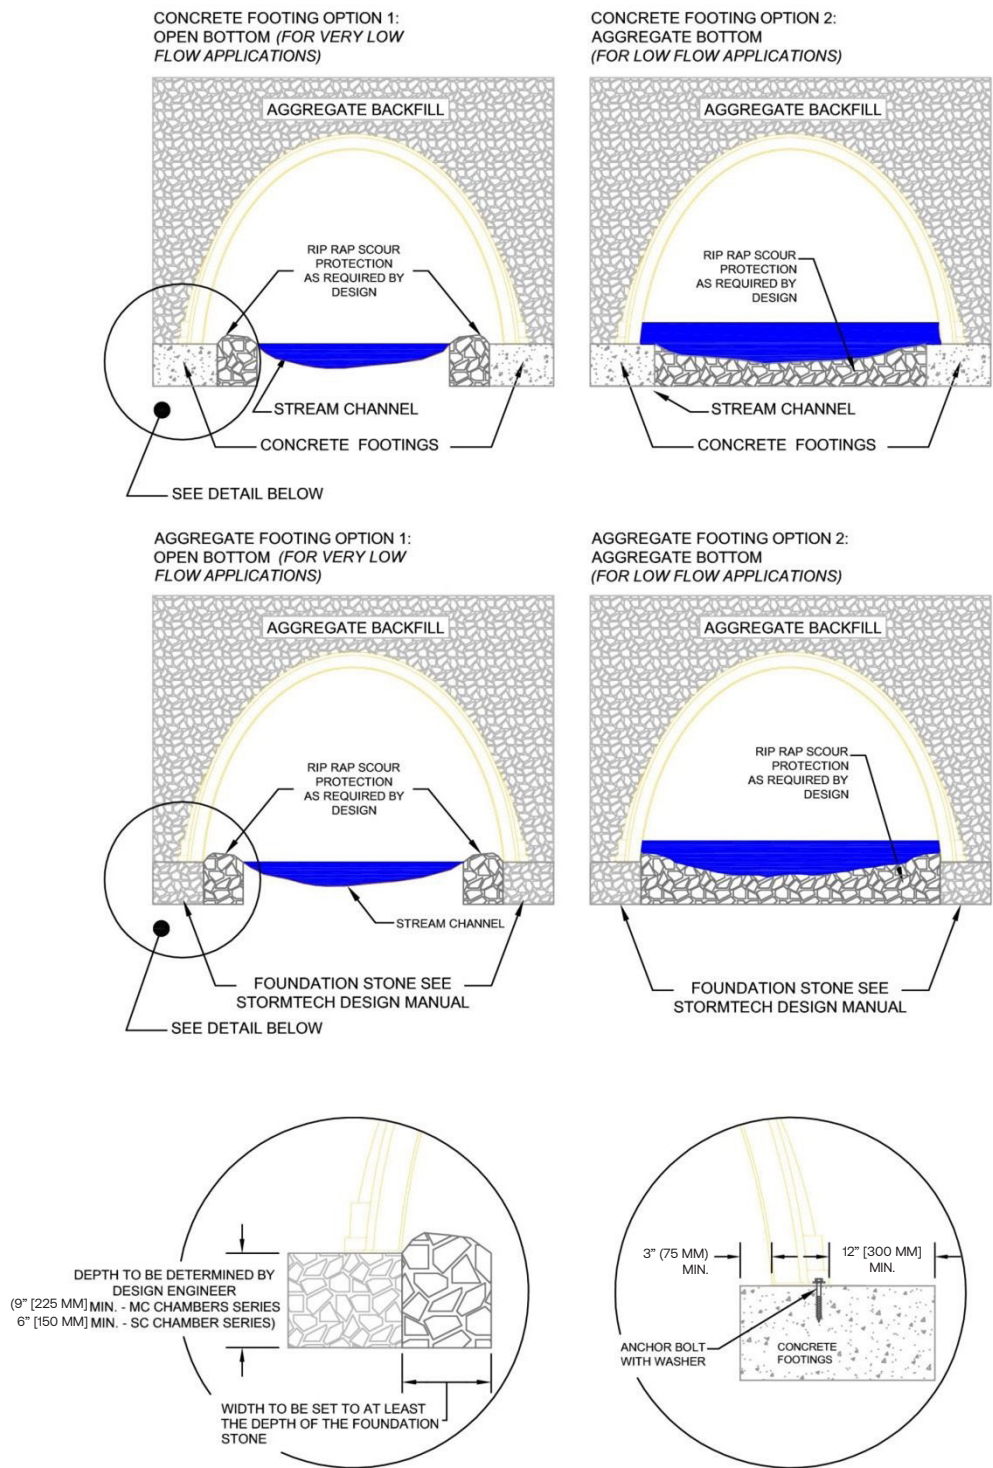 CONCRETE FOOTING OPTION 1:
OPEN BOTTOM (FOR VERY LOW
FLOW APPLICATIONS)
AGGREGATE BACKFILL
RIP RAP SCOUR
PROTECTION
AS REQUIRED BY
DESIGN
STREAM CHANNEL
CONCRETE FOOTINGS
SEE DETAIL BELOW
CONCRETE FOOTING OPTION 2:
AGGREGATE BOTTOM
(FOR LOW FLOW APPLICATIONS)
AGGREGATE BACKFILL
RIP RAP SCOUR
PROTECTION
AS REQUIRED BY
DESIGN
STREAM CHANNEL
CONCRETE FOOTINGS
AGGREGATE FOOTING OPTION 1:
OPEN BOTTOM (FOR VERY LOW
FLOW APPLICATIONS)
AGGREGATE BACKFILL
RIP RAP SCOUR
PROTECTION
AS REQUIRED BY
DESIGN
STREAM CHANNEL
FOUNDATION STONE SEE
STORMTECH DESIGN MANUAL
SEE DETAIL BELOW
AGGREGATE FOOTING OPTION 2:
AGGREGATE BOTTOM
(FOR LOW FLOW APPLICATIONS)
AGGREGATE BACKFILL
RIP RAP SCOUR
PROTECTION
AS REQUIRED BY
DESIGN
FOUNDATION STONE SEE
STORMTECH DESIGN MANUAL
DEPTH TO BE DETERMINED BY
DESIGN ENGINEER
(9" [225 MM] MIN. - MC CHAMBERS SERIES
6" [150 MM] MIN. - SC CHAMBER SERIES)
WIDTH TO BE SET TO AT LEAST
THE DEPTH OF THE FOUNDATION
STONE
3" (75 MM)
MIN.
12" [300 MM]
MIN.
ANCHOR BOLT
WITH WASHER
CONCRETE
FOOTINGS